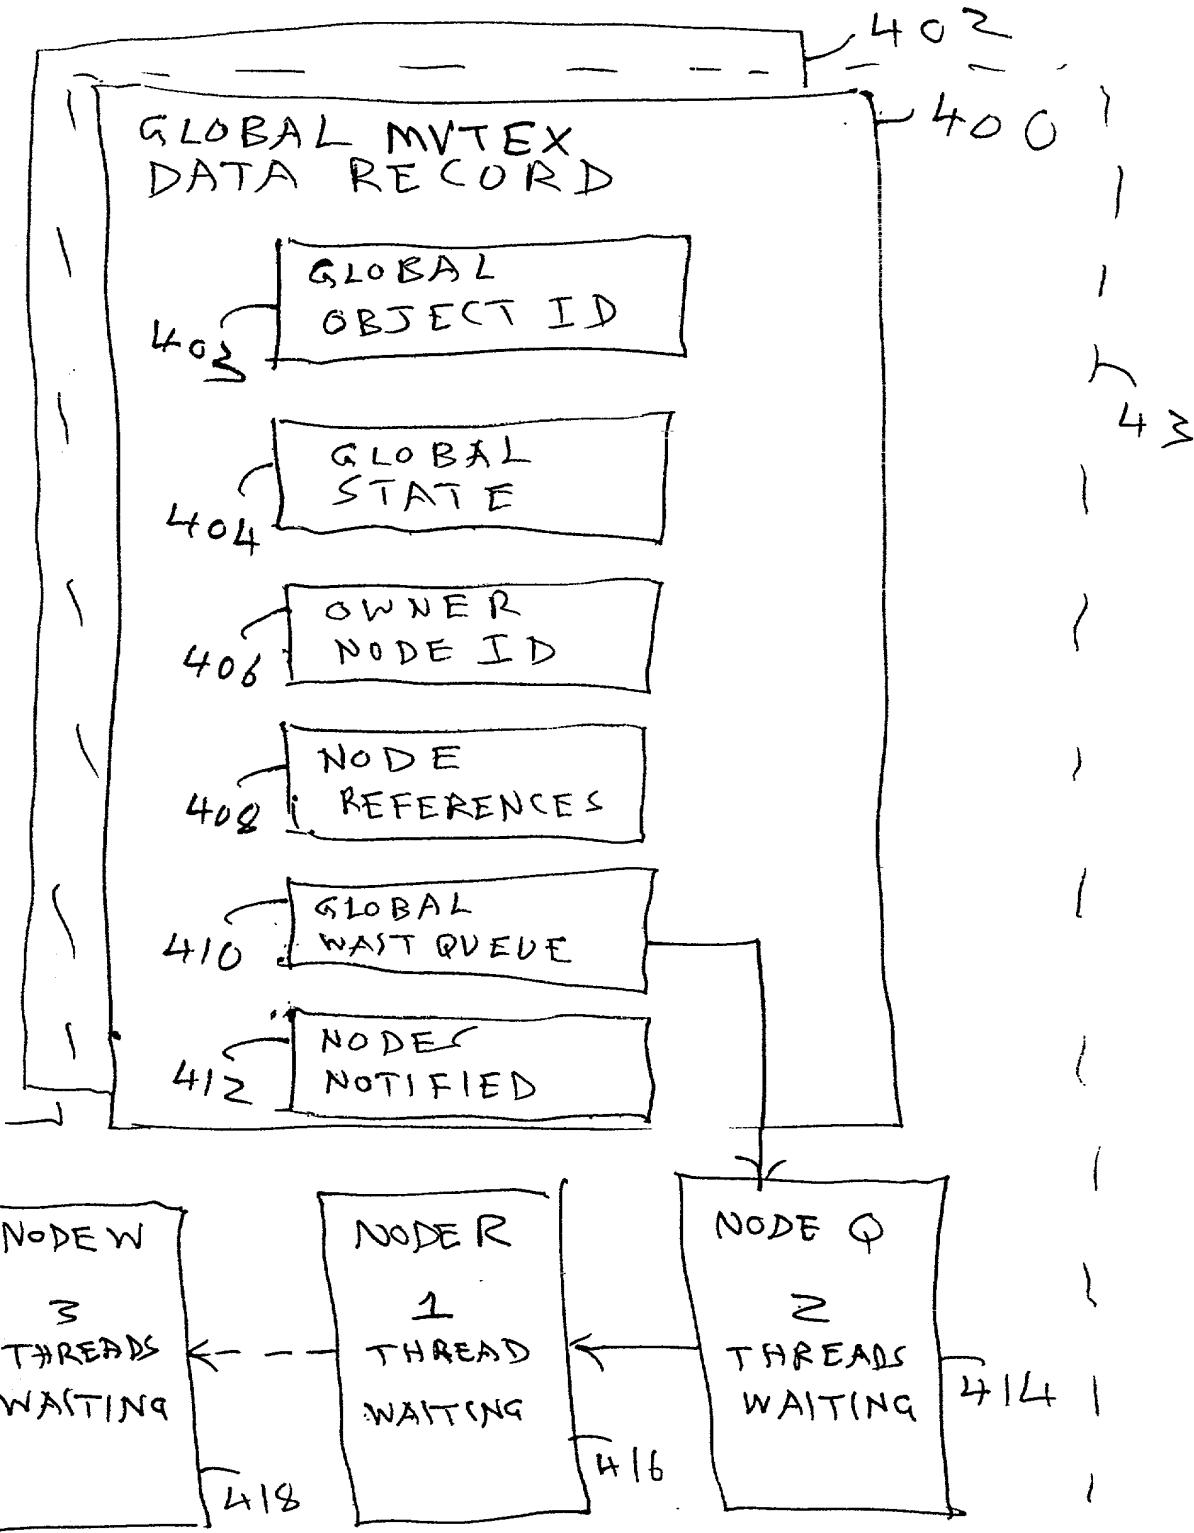 402
400
GLOBAL MUTEX
DATA RECORD
GLOBAL
OBJECT ID
403
43
GLOBAL
STATE
404
OWNER
NODE ID
406
NODE
REFERENCES
408
GLOBAL
WAIT QUEUE
410
NODES
NOTIFIED
412
NODE W
3
THREADS
WAITING
418
NODE R
1
THREAD
WAITING
416
NODE Q
2
THREADS
WAITING
414